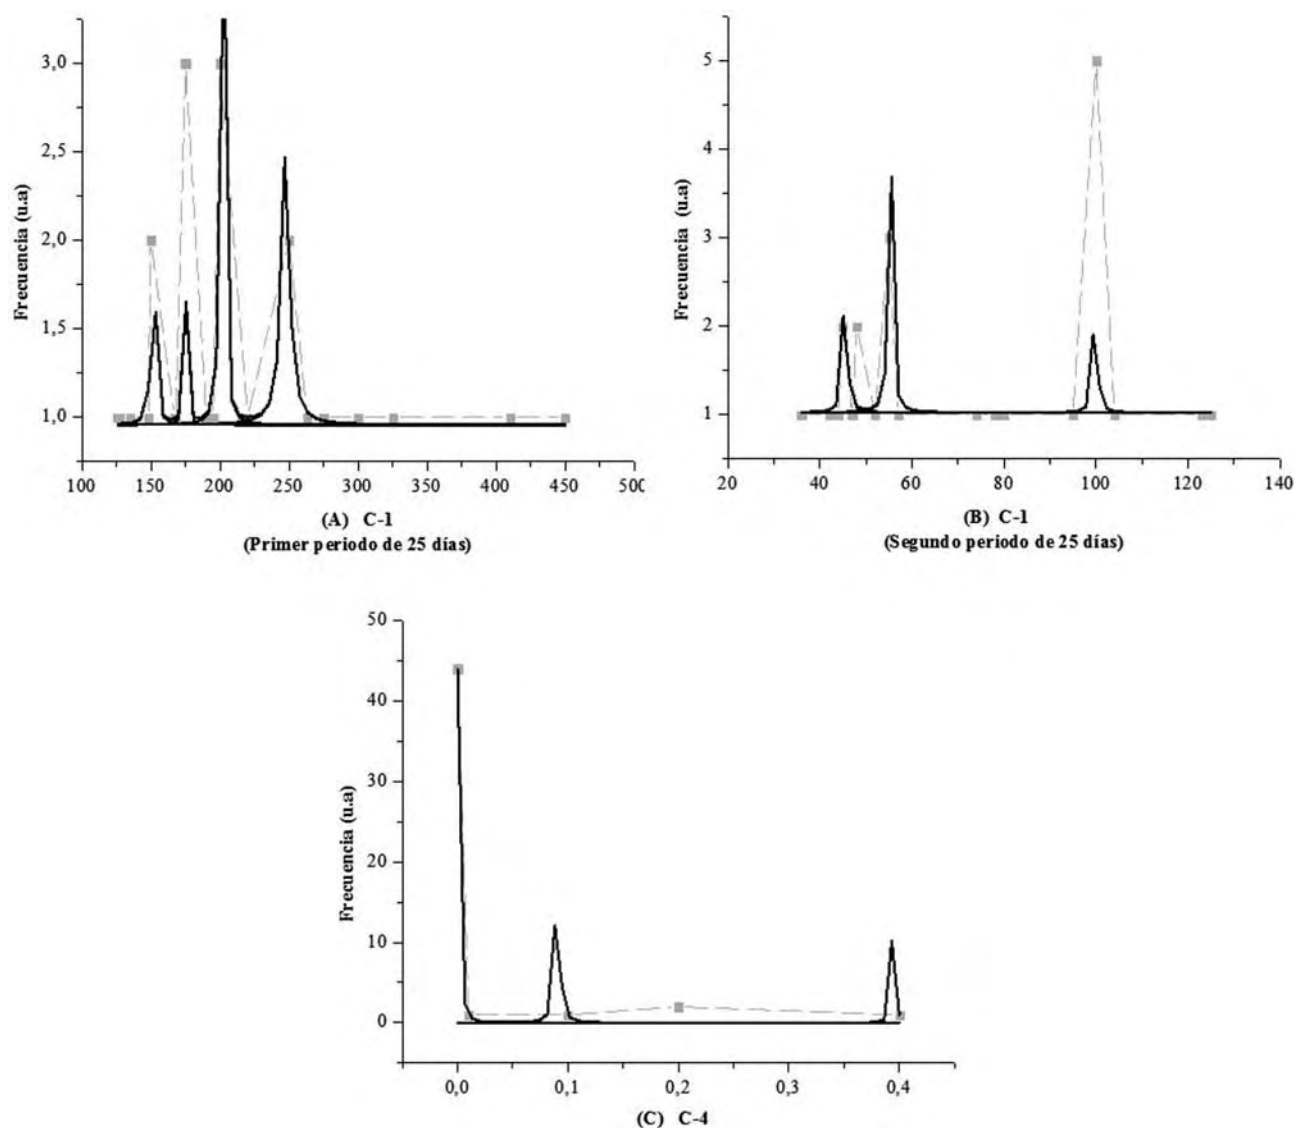 Frecuencia (u.a)
3,0
2,5
2,0
1,5
1,0
100 150 200 250 300 350 400 450 500
(A) C-1
(Primer periodo de 25 días)
Frecuencia (u.a)
5
4
3
2
1
20 40 60 80 100 120 140
(B) C-1
(Segundo periodo de 25 días)
Frecuencia (u.a)
50
40
30
20
10
0
0,0 0,1 0,2 0,3 0,4
(C) C-4